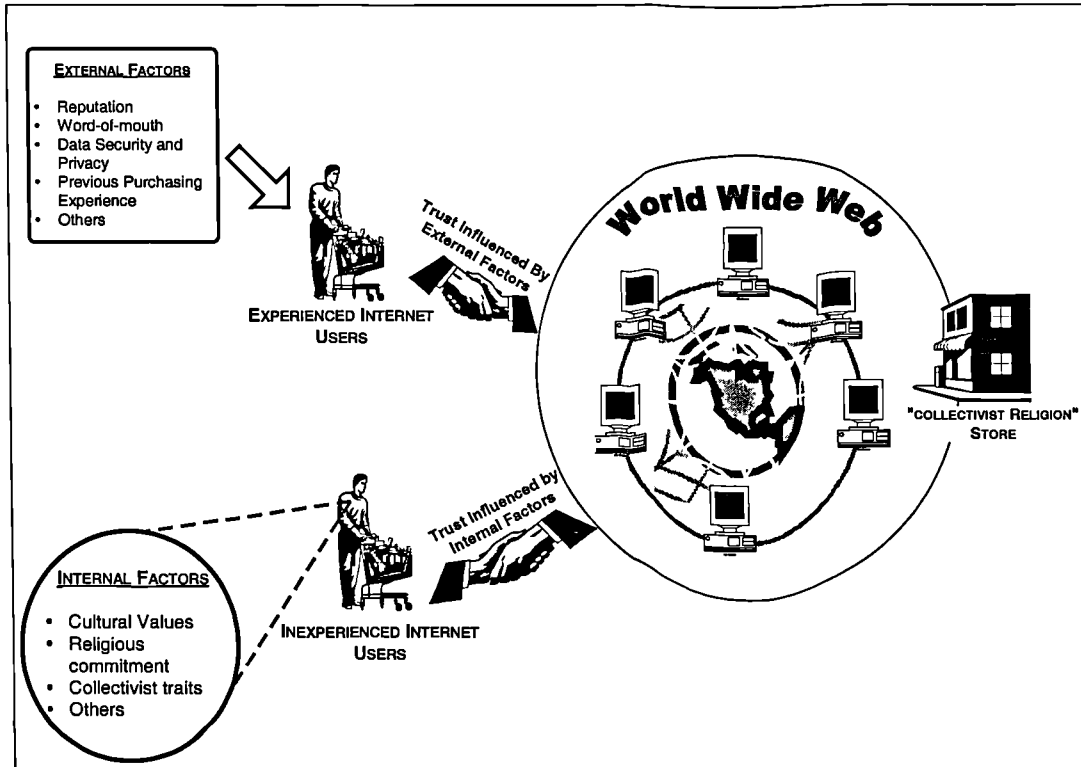 EXTERNAL FACTORS
• Reputation
• Word-of-mouth
• Data Security and
Privacy
• Previous Purchasing
Experience
• Others
EXPERIENCED INTERNET
USERS
Trust Influenced By
External Factors
World Wide Web
"COLLECTIVIST RELIGION"
STORE
INTERNAL FACTORS
• Cultural Values
• Religious
commitment
• Collectivist traits
• Others
INEXPERIENCED INTERNET
USERS
Trust Influenced by
Internal Factors